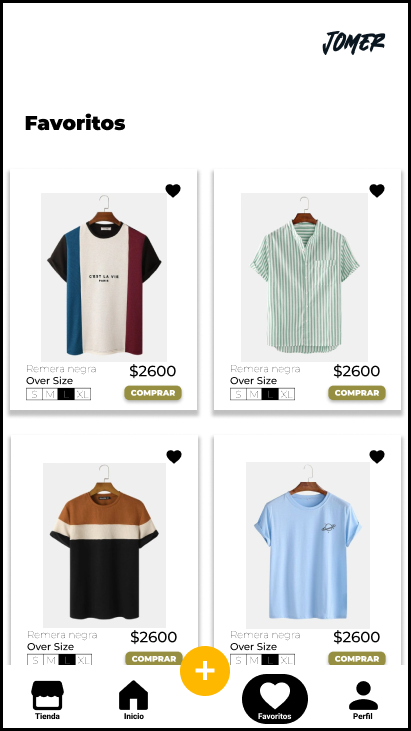 JOMER
Favoritos
C'EST LA VIE
PARIS
Remera negra
Over Size
$2600
S M L XL
COMPRAR
Remera negra
Over Size
$2600
S M L XL
COMPRAR
Remera negra
Over Size
$2600
S M L XL
COMPRAR
Remera negra
Over Size
$2600
S M L XL
COMPRAR
Tienda
Inicio
Favoritos
Perfil